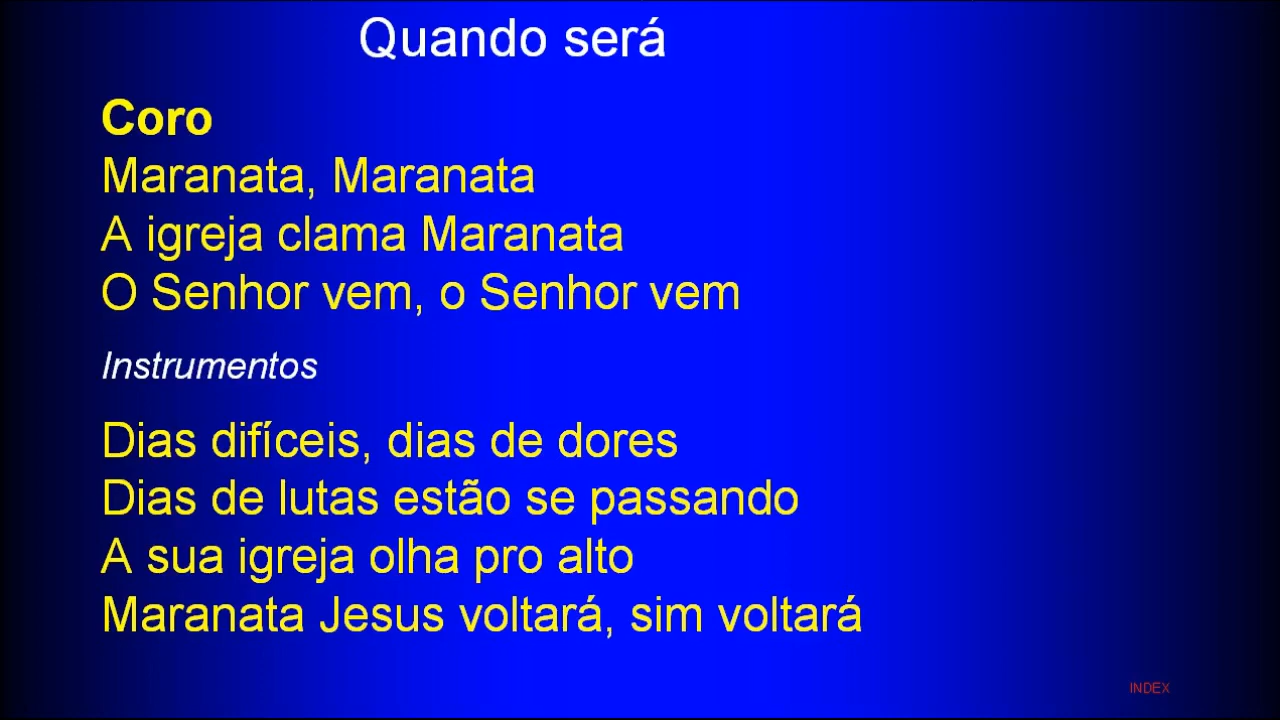 Quando será
Coro
Maranata, Maranata
A igreja clama Maranata
O Senhor vem, o Senhor vem
Instrumentos
Dias difíceis, dias de dores
Dias de lutas estão se passando
A sua igreja olha pro alto
Maranata Jesus voltará, sim voltará
INDEX